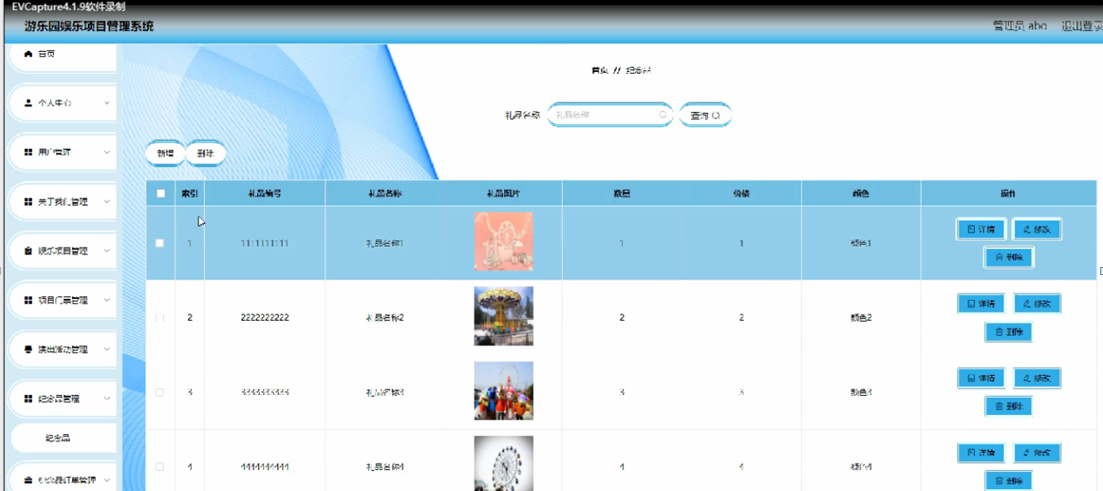 EVCapture4.1.9软件录制
游乐园娱乐项目管理系统
管理员 abo 退出登录
首页
个人中心
用户管理
关于我们管理
娱乐项目管理
项目门票管理
演出活动管理
纪念品管理
纪念品
纪念品订单管理
首页 // 纪念品
礼品名称 礼品名称 查询
新增 删除
索引 礼品编号 礼品名称 礼品图片 数量 价格 颜色 操作
1 1111111111 礼品名称1 1 1 颜色1 详情 修改
删除
2 2222222222 礼品名称2 2 2 颜色2 详情 修改
删除
3 3333333333 礼品名称3 3 3 颜色3 详情 修改
删除
4 4444444444 礼品名称4 4 4 颜色4 详情 修改
删除